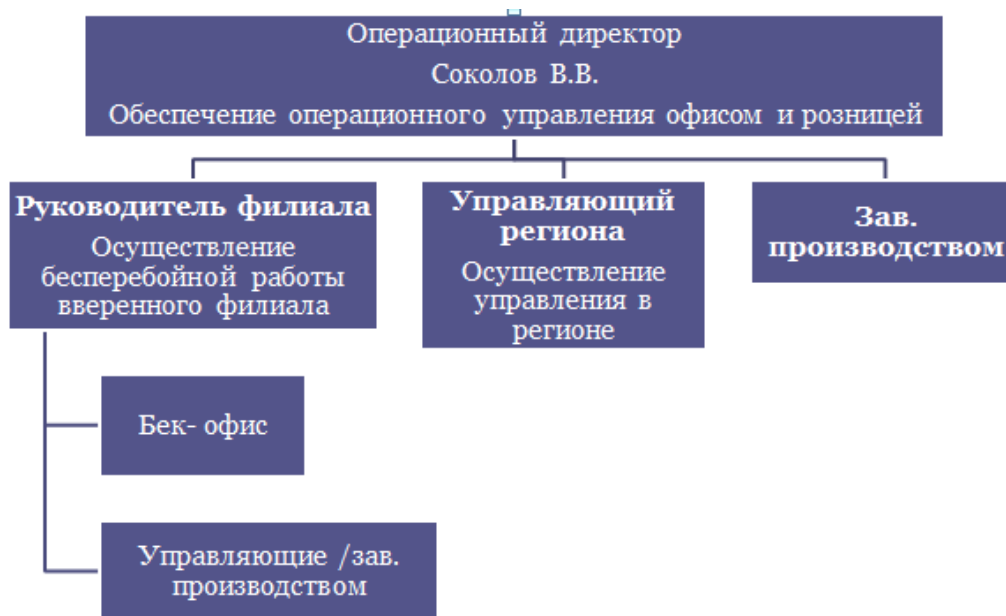 Операционный директор
Соколов В.В.
Обеспечение операционного управления офисом и розницей
Руководитель филиала
Осуществление
бесперебойной работы
вверенного филиала
Управляющий
региона
Осуществление
управления в
регионе
Зав.
производством
Бек- офис
Управляющие /зав.
производством